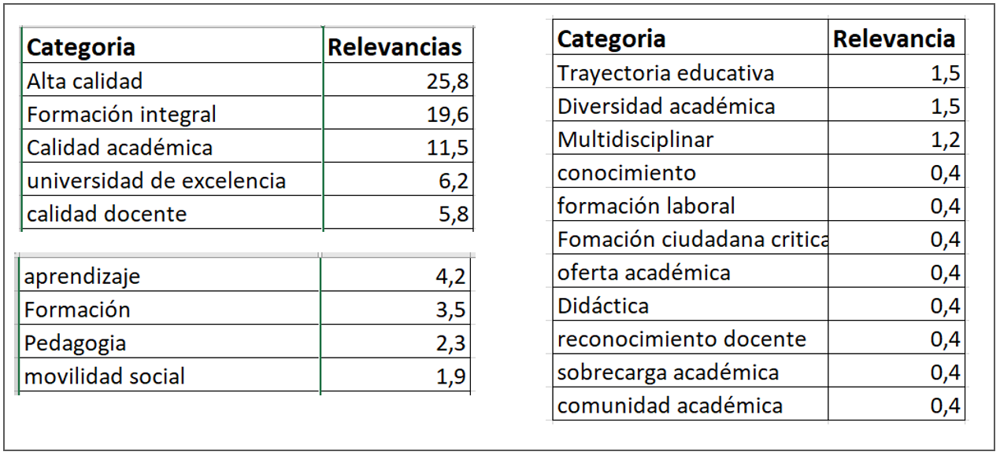 Categoria Relevancias
Alta calidad 25,8
Formación integral 19,6
Calidad académica 11,5
universidad de excelencia 6,2
calidad docente 5,8
aprendizaje 4,2
Formación 3,5
Pedagogia 2,3
movilidad social 1,9
Categoria Relevancia
Trayectoria educativa 1,5
Diversidad académica 1,5
Multidisciplinar 1,2
conocimiento 0,4
formación laboral 0,4
Fomación ciudadana critica 0,4
oferta académica 0,4
Didáctica 0,4
reconocimiento docente 0,4
sobrecarga académica 0,4
comunidad académica 0,4